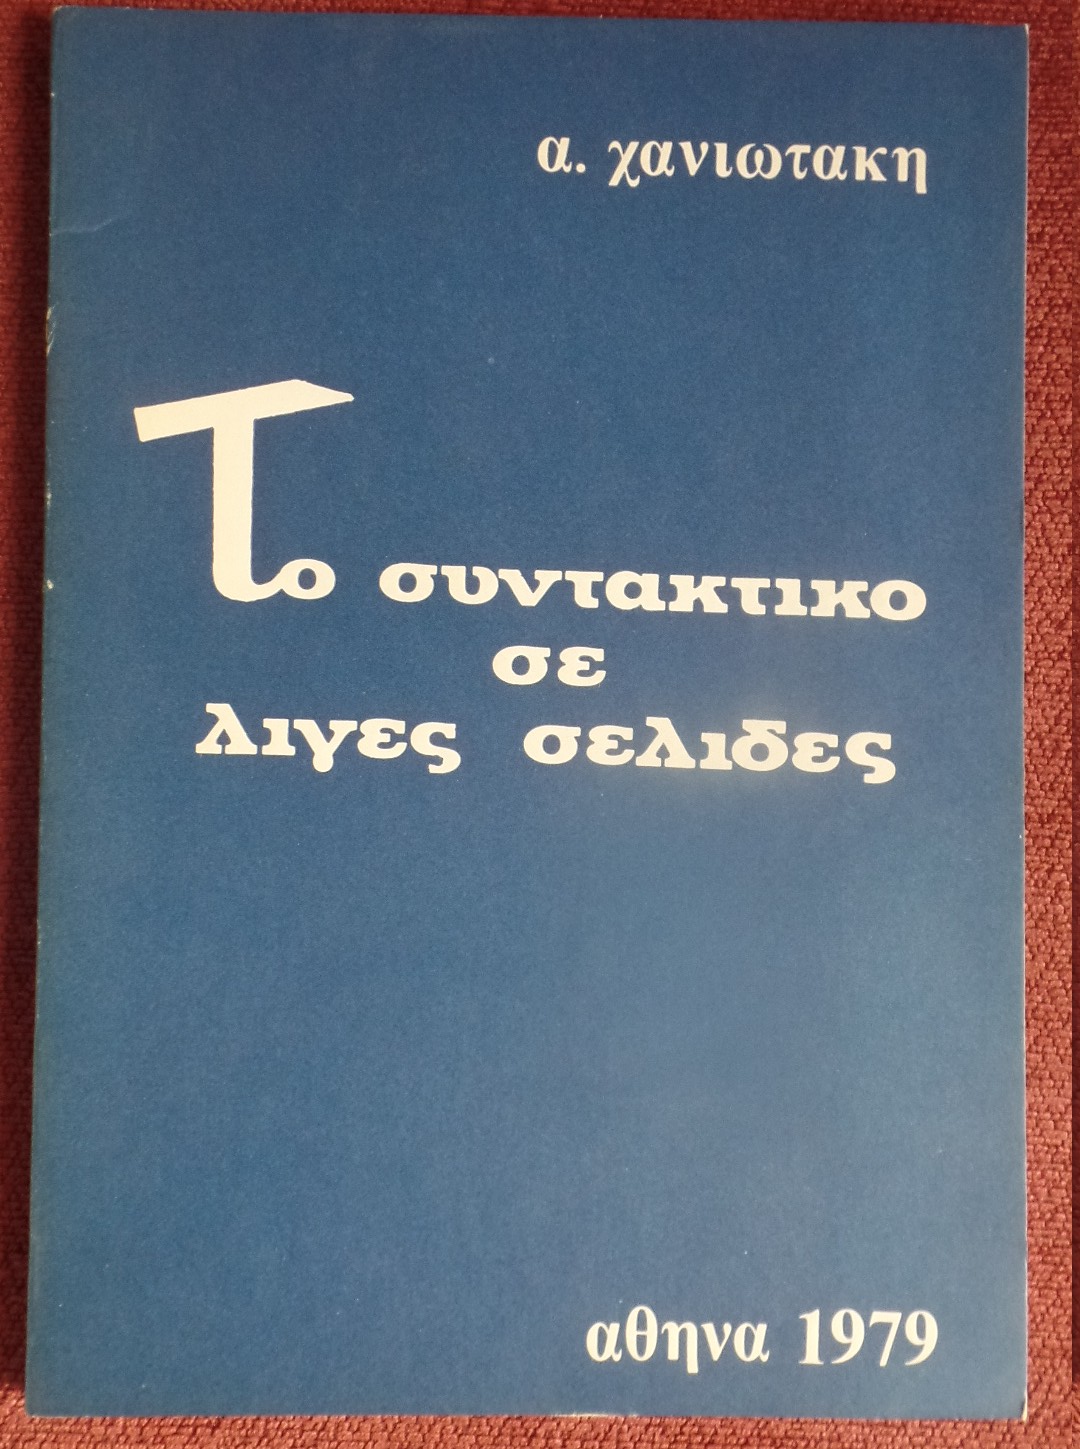 α. χανιωτακη
Το συντακτικο
σε
λιγες σελιδες
αθηνα 1979